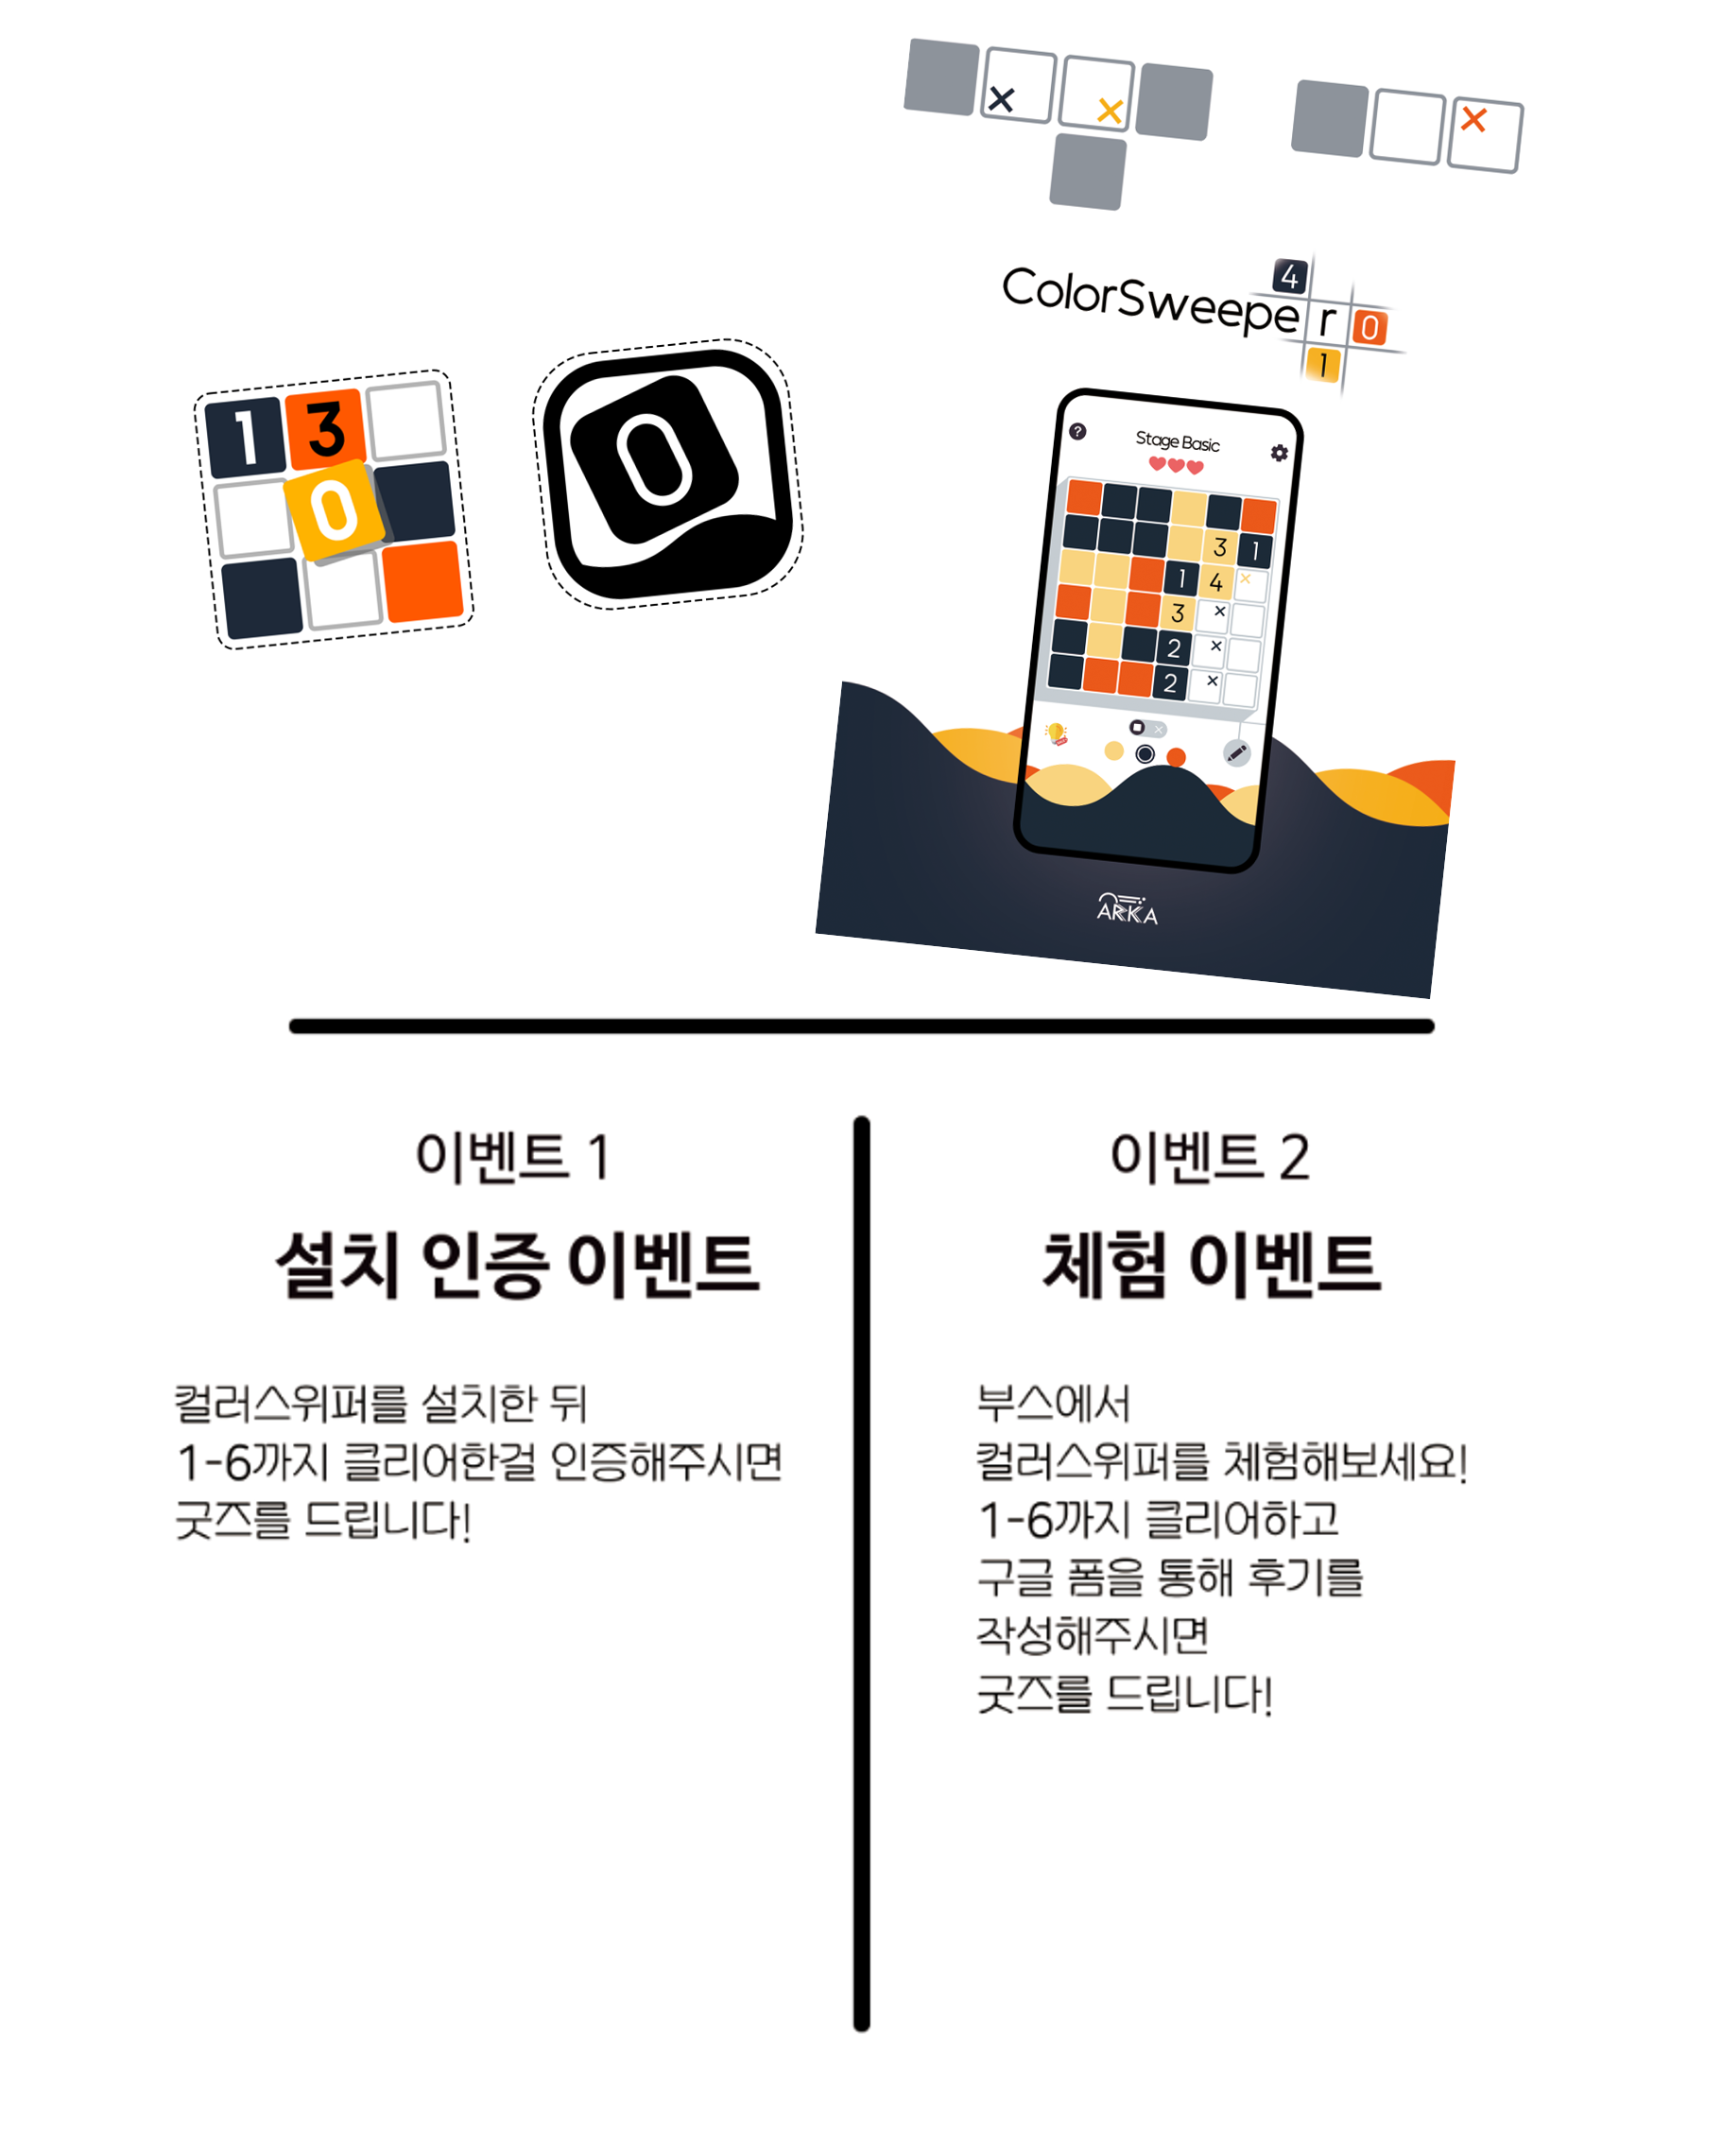 ColorSweeper
4
0
1
1 3
0
0
?
Stage Basic
3 1
1 4
3
2
2
ARKA
이벤트 1
설치 인증 이벤트
컬러스위퍼를 설치한 뒤
1-6까지 클리어한걸 인증해주시면
굿즈를 드립니다!
이벤트 2
체험 이벤트
부스에서
컬러스위퍼를 체험해보세요!
1-6까지 클리어하고
구글 폼을 통해 후기를
작성해주시면
굿즈를 드립니다!